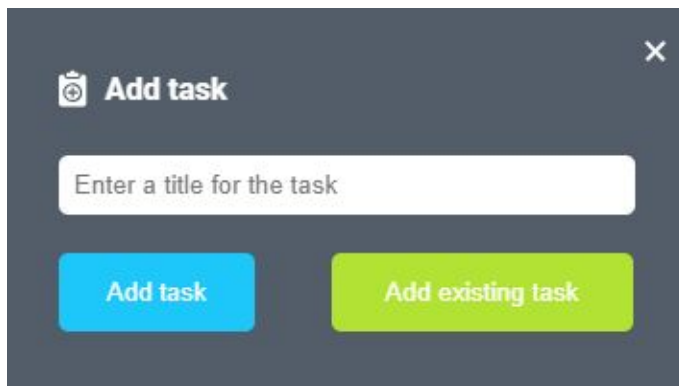 Add task
Enter a title for the task
Add task
Add existing task